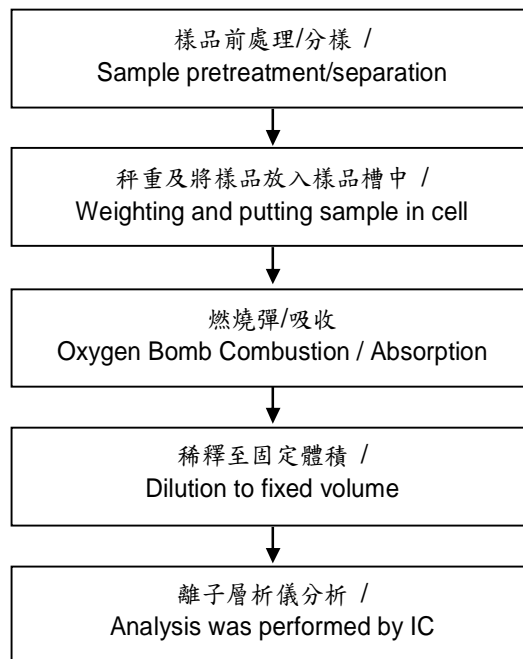 樣品前處理/分樣 /
Sample pretreatment/separation
秤重及將樣品放入樣品槽中 /
Weighting and putting sample in cell
燃燒彈/吸收
Oxygen Bomb Combustion / Absorption
稀釋至固定體積 /
Dilution to fixed volume
離子層析儀分析 /
Analysis was performed by IC